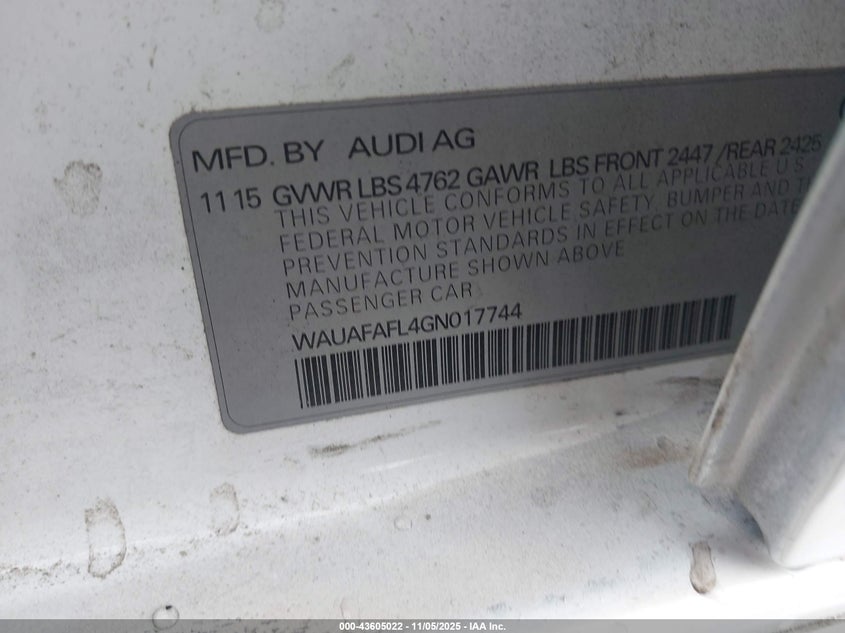 MFD. BY AUDI AG
11 15 GVWR LBS 4762 GAWR LBS FRONT 2447 /REAR 2425
THIS VEHICLE CONFORMS TO ALL APPLICABLE U.S
FEDERAL MOTOR VEHICLE SAFETY, BUMPER AND
PREVENTION STANDARDS IN EFFECT ON THE DATE
MANUFACTURE SHOWN ABOVE
PASSENGER CAR
WAUAFAFL4GN017744
000-43605022 - 11/05/2025 - IAA Inc.